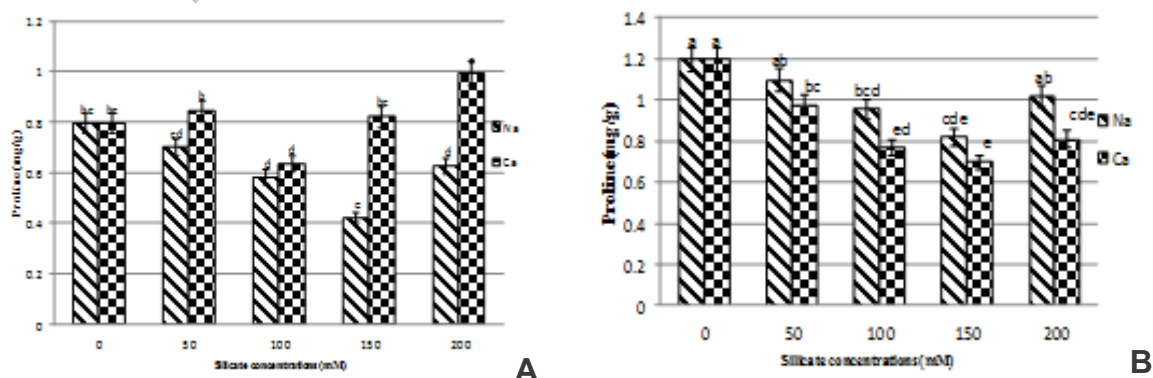 1.2
1
0.8
0.6
0.4
0.2
0
Proline(mg/g)
bc bc cd b d d bc d
Na
Ca
0 50 100 150 200
Silicate concentrations(mM)
A
1.4
1.2
1
0.8
0.6
0.4
0.2
0
Proline(mg/g)
a a ab bc bcd ed cde e ab cde
Na
Ca
0 50 100 150 200
Silicate concentrations(mM)
B